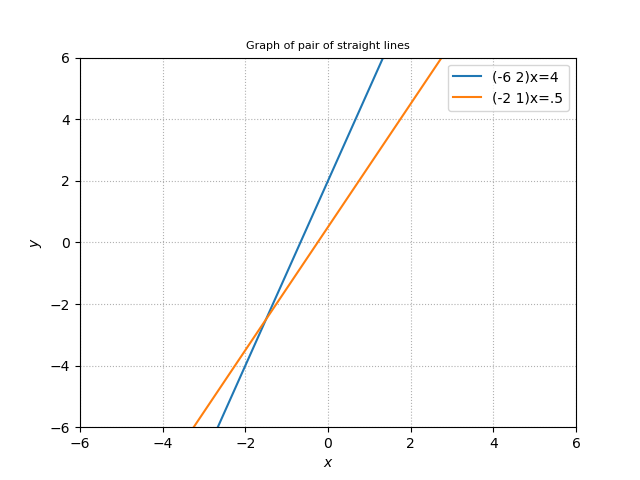 Graph of pair of straight lines
(-6 2)x=4
(-2 1)x=.5
6
4
2
0
−2
−4
−6
y
−6 −4 −2 0 2 4 6
x